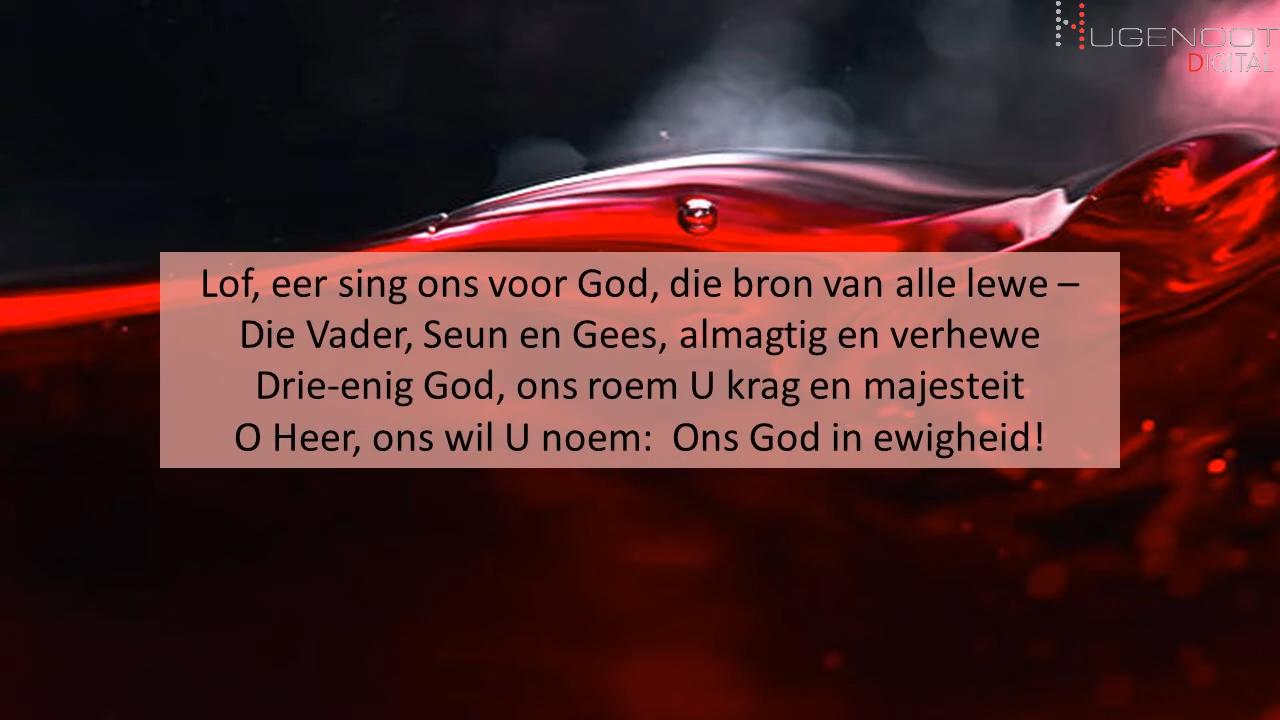 HUGENOOT
DIGITAL
Lof, eer sing ons voor God, die bron van alle lewe –
Die Vader, Seun en Gees, almagtig en verhewe
Drie-enig God, ons roem U krag en majesteit
O Heer, ons wil U noem:  Ons God in ewigheid!